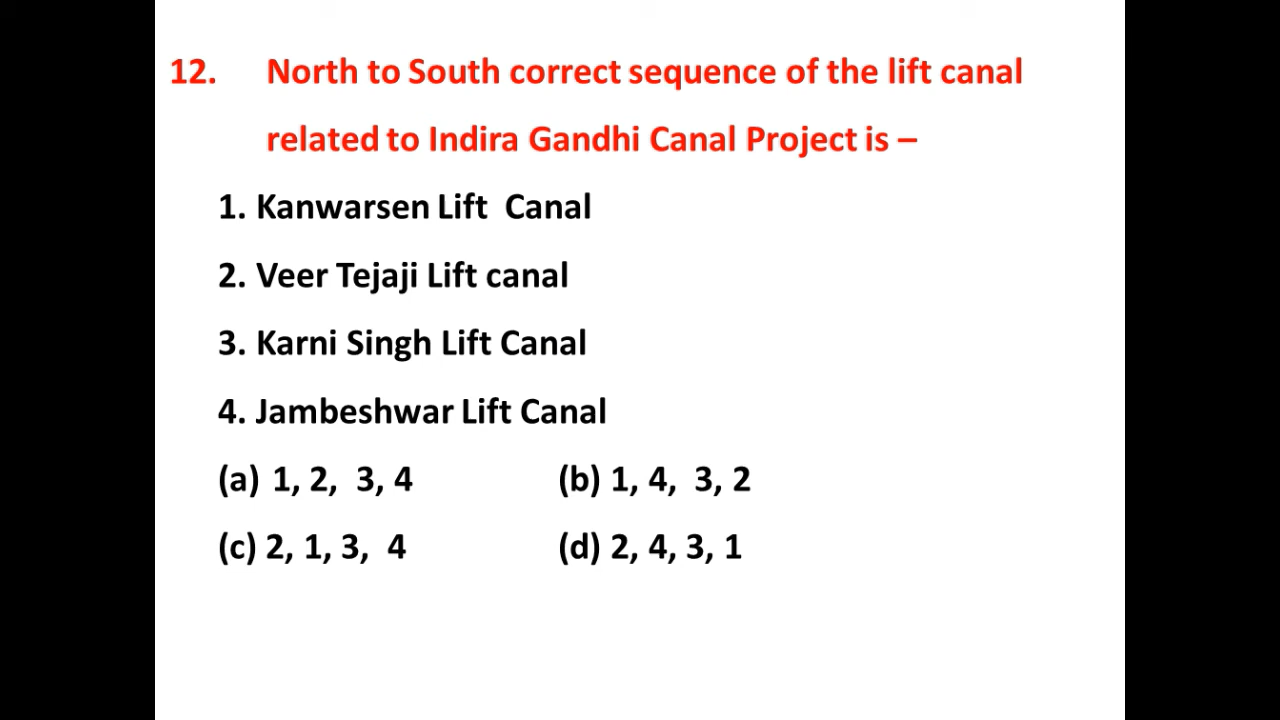 12. North to South correct sequence of the lift canal
related to Indira Gandhi Canal Project is –
1. Kanwarsen Lift Canal
2. Veer Tejaji Lift canal
3. Karni Singh Lift Canal
4. Jambeshwar Lift Canal
(a) 1, 2, 3, 4 (b) 1, 4, 3, 2
(c) 2, 1, 3, 4 (d) 2, 4, 3, 1